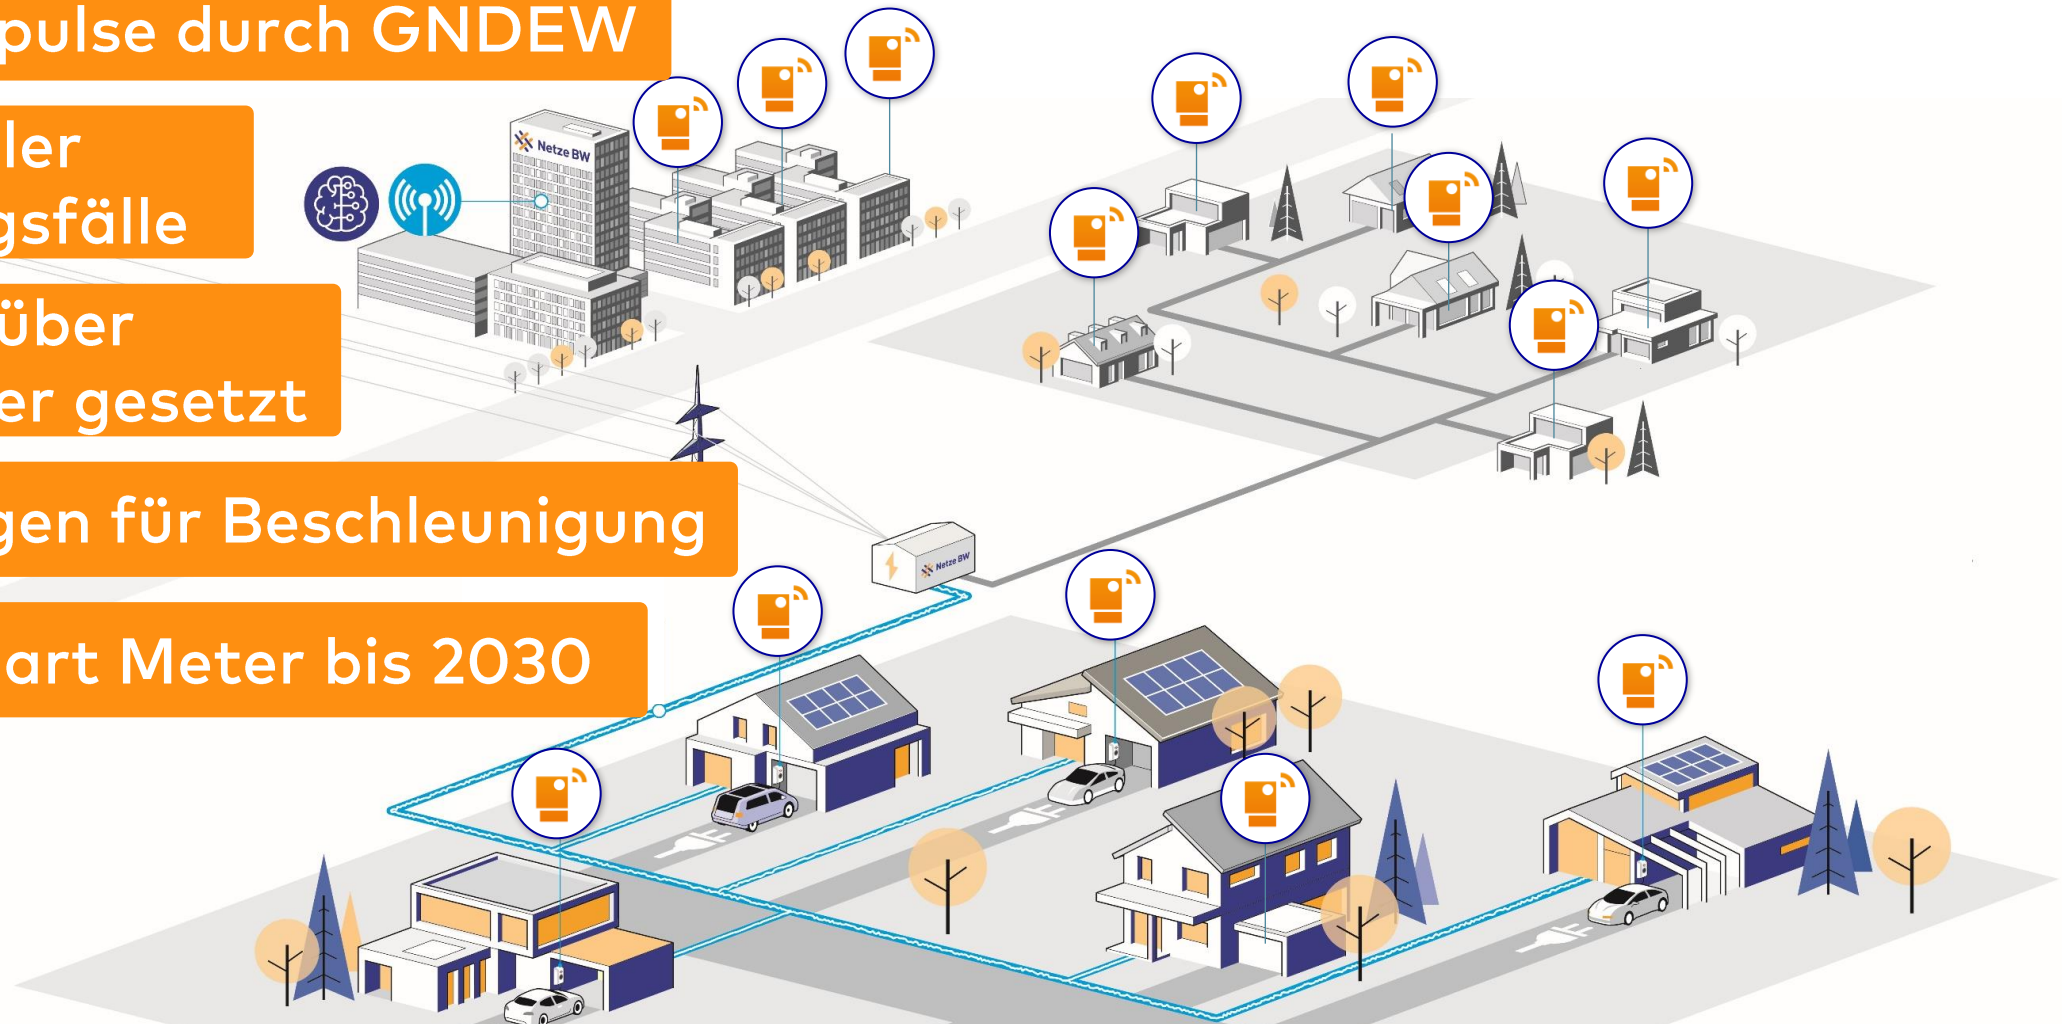 pulse durch GNDEW
ler
gsfälle
über
er gesetzt
gen für Beschleunigung
art Meter bis 2030
Netze BW
Netze BW